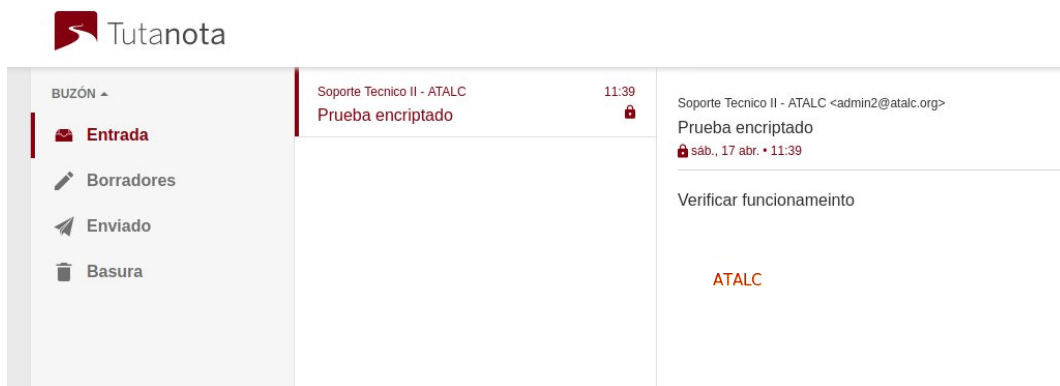 Tutanota
BUZÓN
Entrada
Borradores
Enviado
Basura
Soporte Tecnico II - ATALC 11:39
Prueba encriptado
Soporte Tecnico II - ATALC <admin2@atalc.org>
Prueba encriptado
sáb., 17 abr. • 11:39
Verificar funcionameinto
ATALC